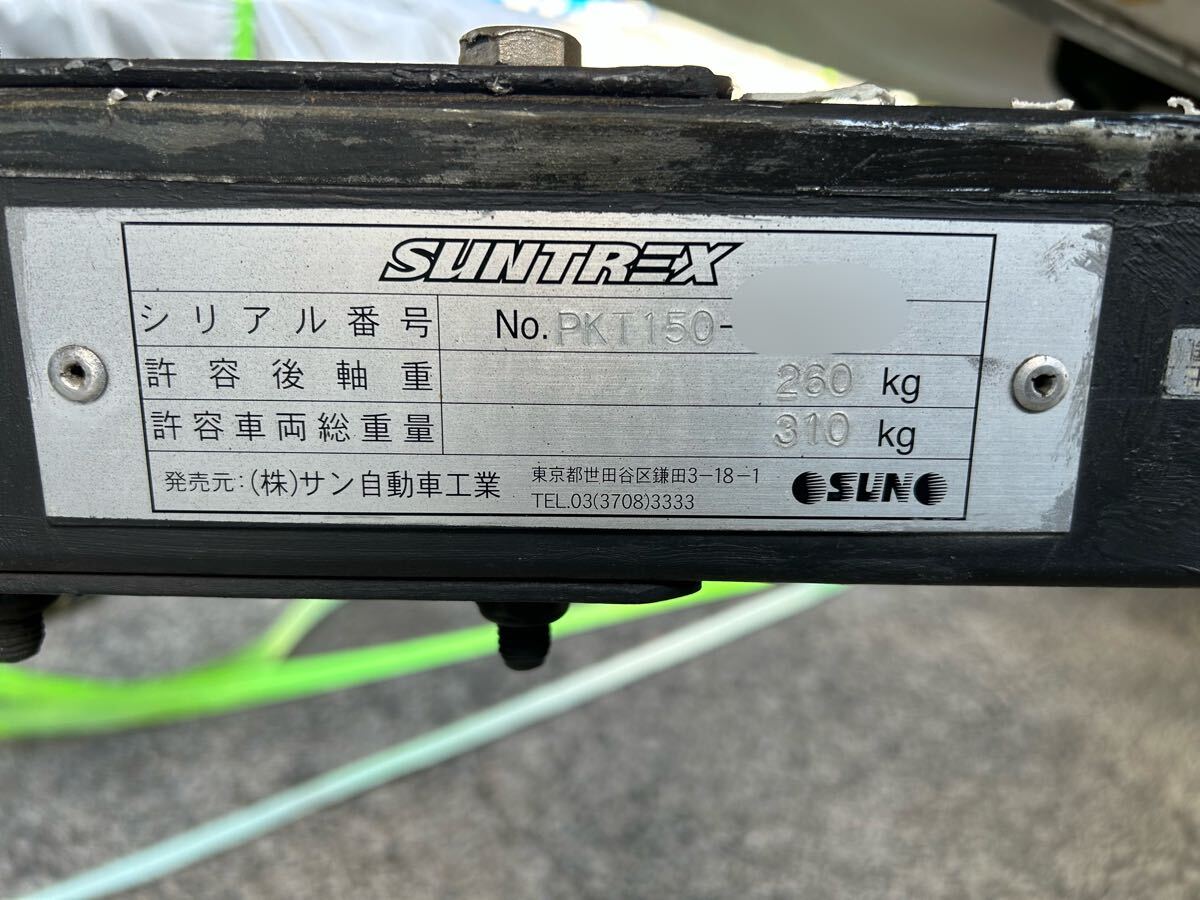 SUNTREX
シリアル番号 No. PKT150-
許容後軸重 260 kg
許容車両総重量 310 kg
発売元:(株)サン自動車工業 東京都世田谷区鎌田3-18-1
TEL.03(3708)3333
SUN